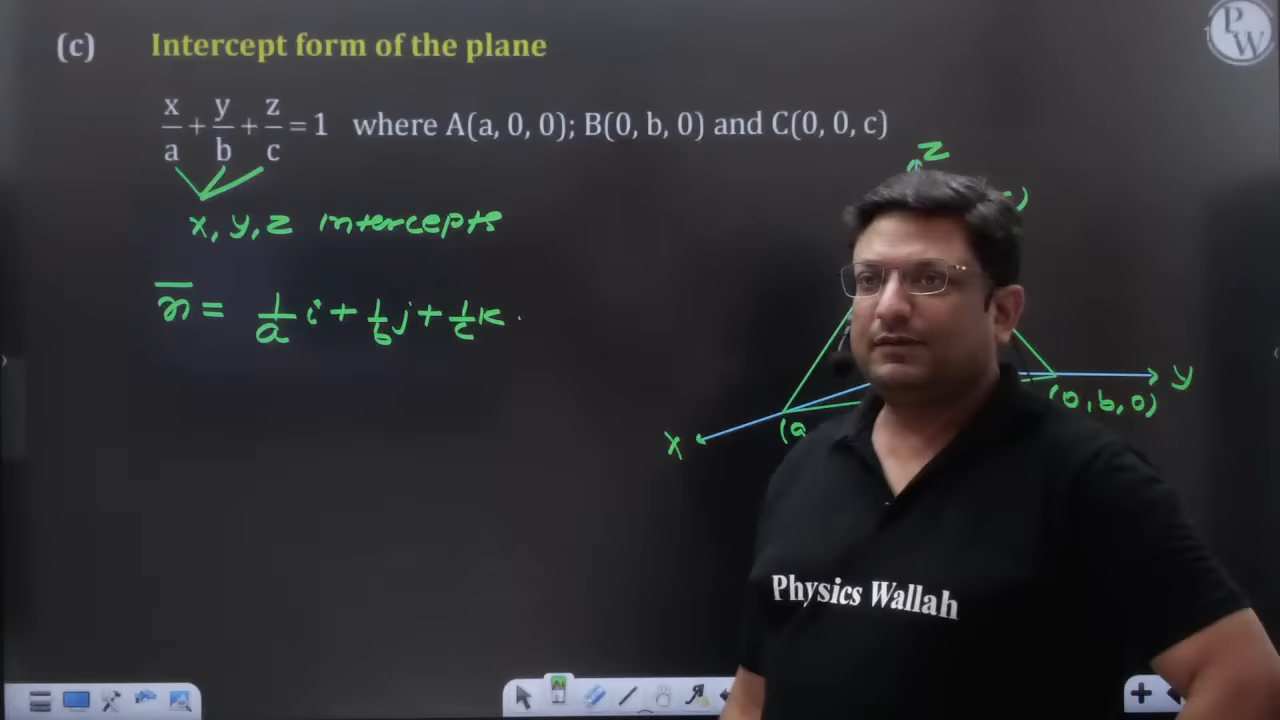 (c) Intercept form of the plane
PW
x/a + y/b + z/c = 1 where A(a, 0, 0); B(0, b, 0) and C(0, 0, c)
x, y, z intercepts
n̄ = 1/a i + 1/b j + 1/c k.
z
y
(0, b, 0)
x
(a
Physics Wallah